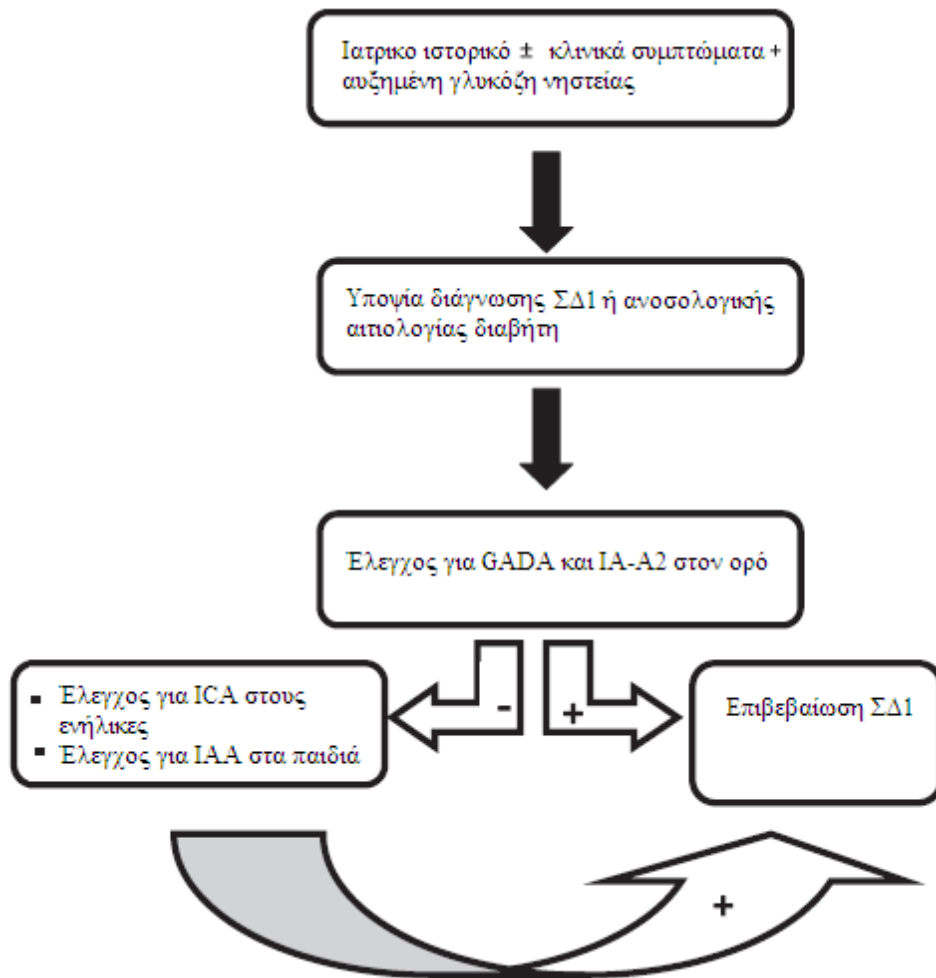 Ιατρικο ιστορικό ± κλινικά συμπτώματα +
αυξημένη γλυκόζη νηστείας
Υποψία διάγνωσης ΣΔ1 ή ανοσολογικής
αιτιολογίας διαβήτη
Έλεγχος για GADA και IA-A2 στον ορό
-
+
▪ Έλεγχος για ICA στους
ενήλικες
▪ Έλεγχος για IAA στα παιδιά
Επιβεβαίωση ΣΔ1
+